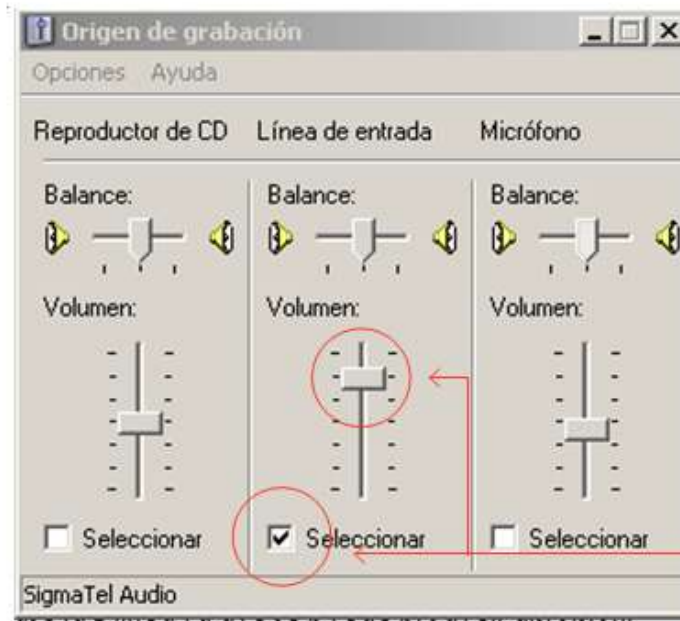 Origen de grabación
Opciones Ayuda
Reproductor de CD Línea de entrada Micrófono
Balance: Balance: Balance:
Volumen: Volumen: Volumen:
Seleccionar Seleccionar Seleccionar
SigmaTel Audio